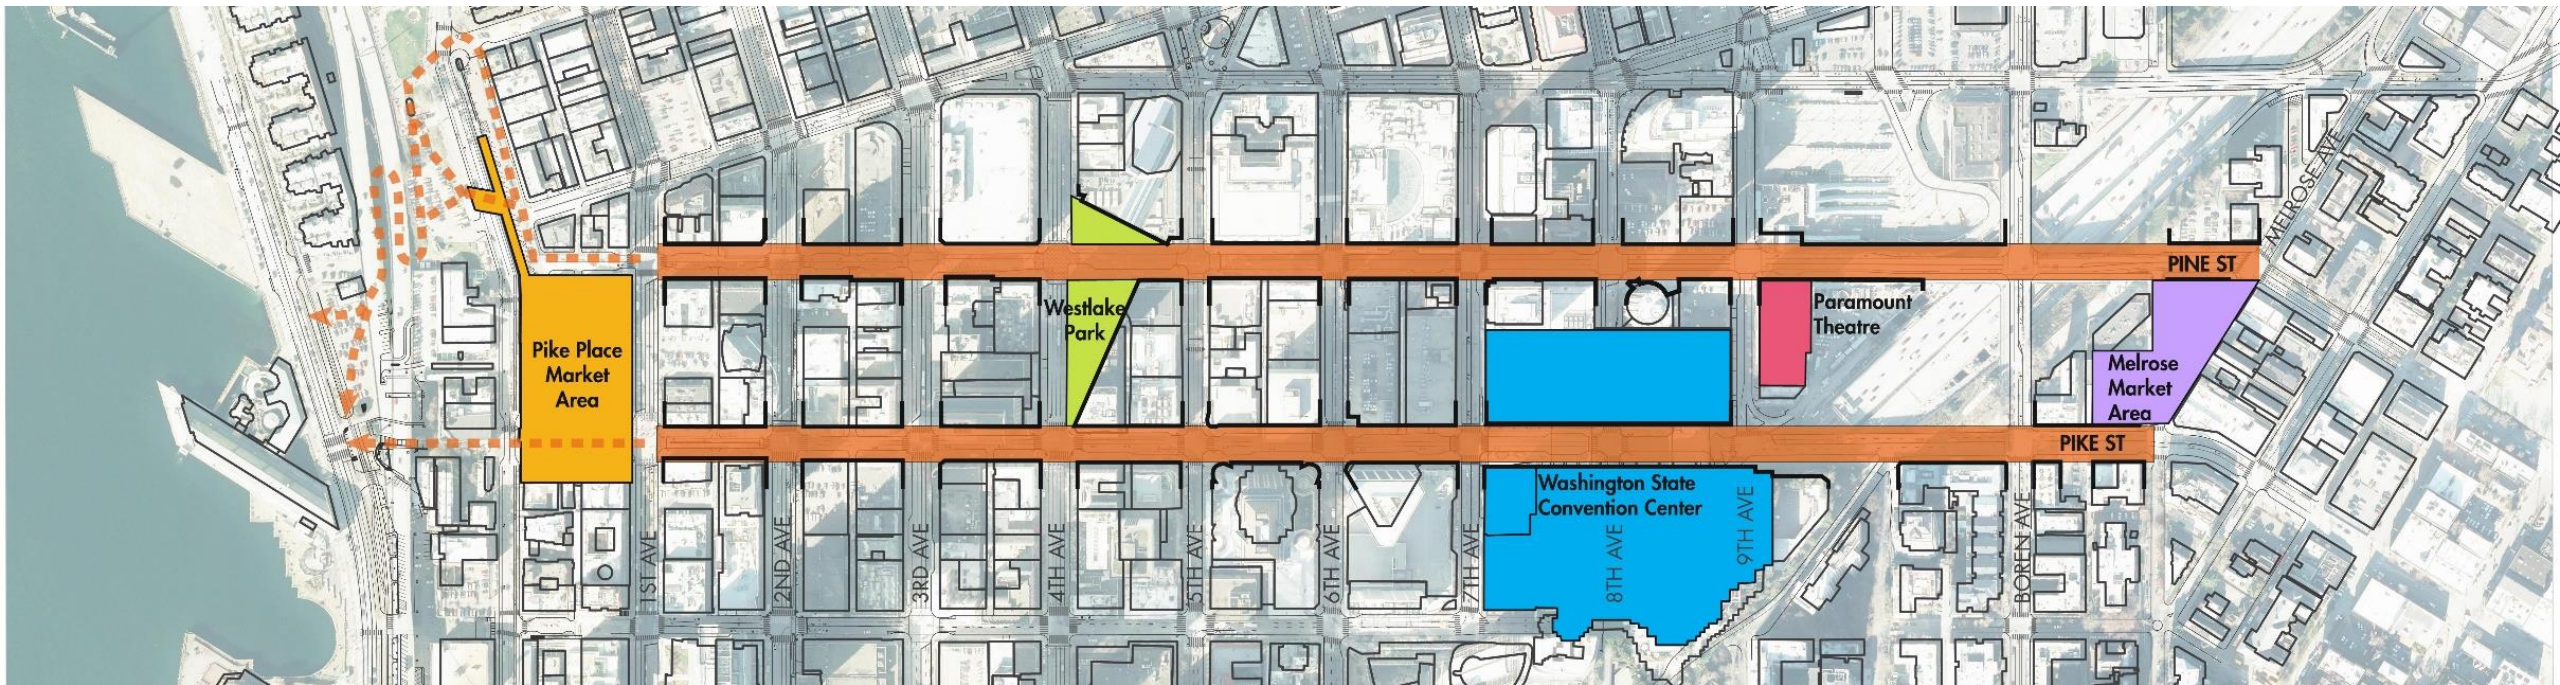 MELROSE AVE
PINE ST
Westlake
Park
Paramount
Theatre
Pike Place
Market
Area
Melrose
Market
Area
PIKE ST
Washington State
Convention Center
1ST AVE
2ND AVE
3RD AVE
4TH AVE
5TH AVE
6TH AVE
7TH AVE
8TH AVE
9TH AVE
BOREN AVE